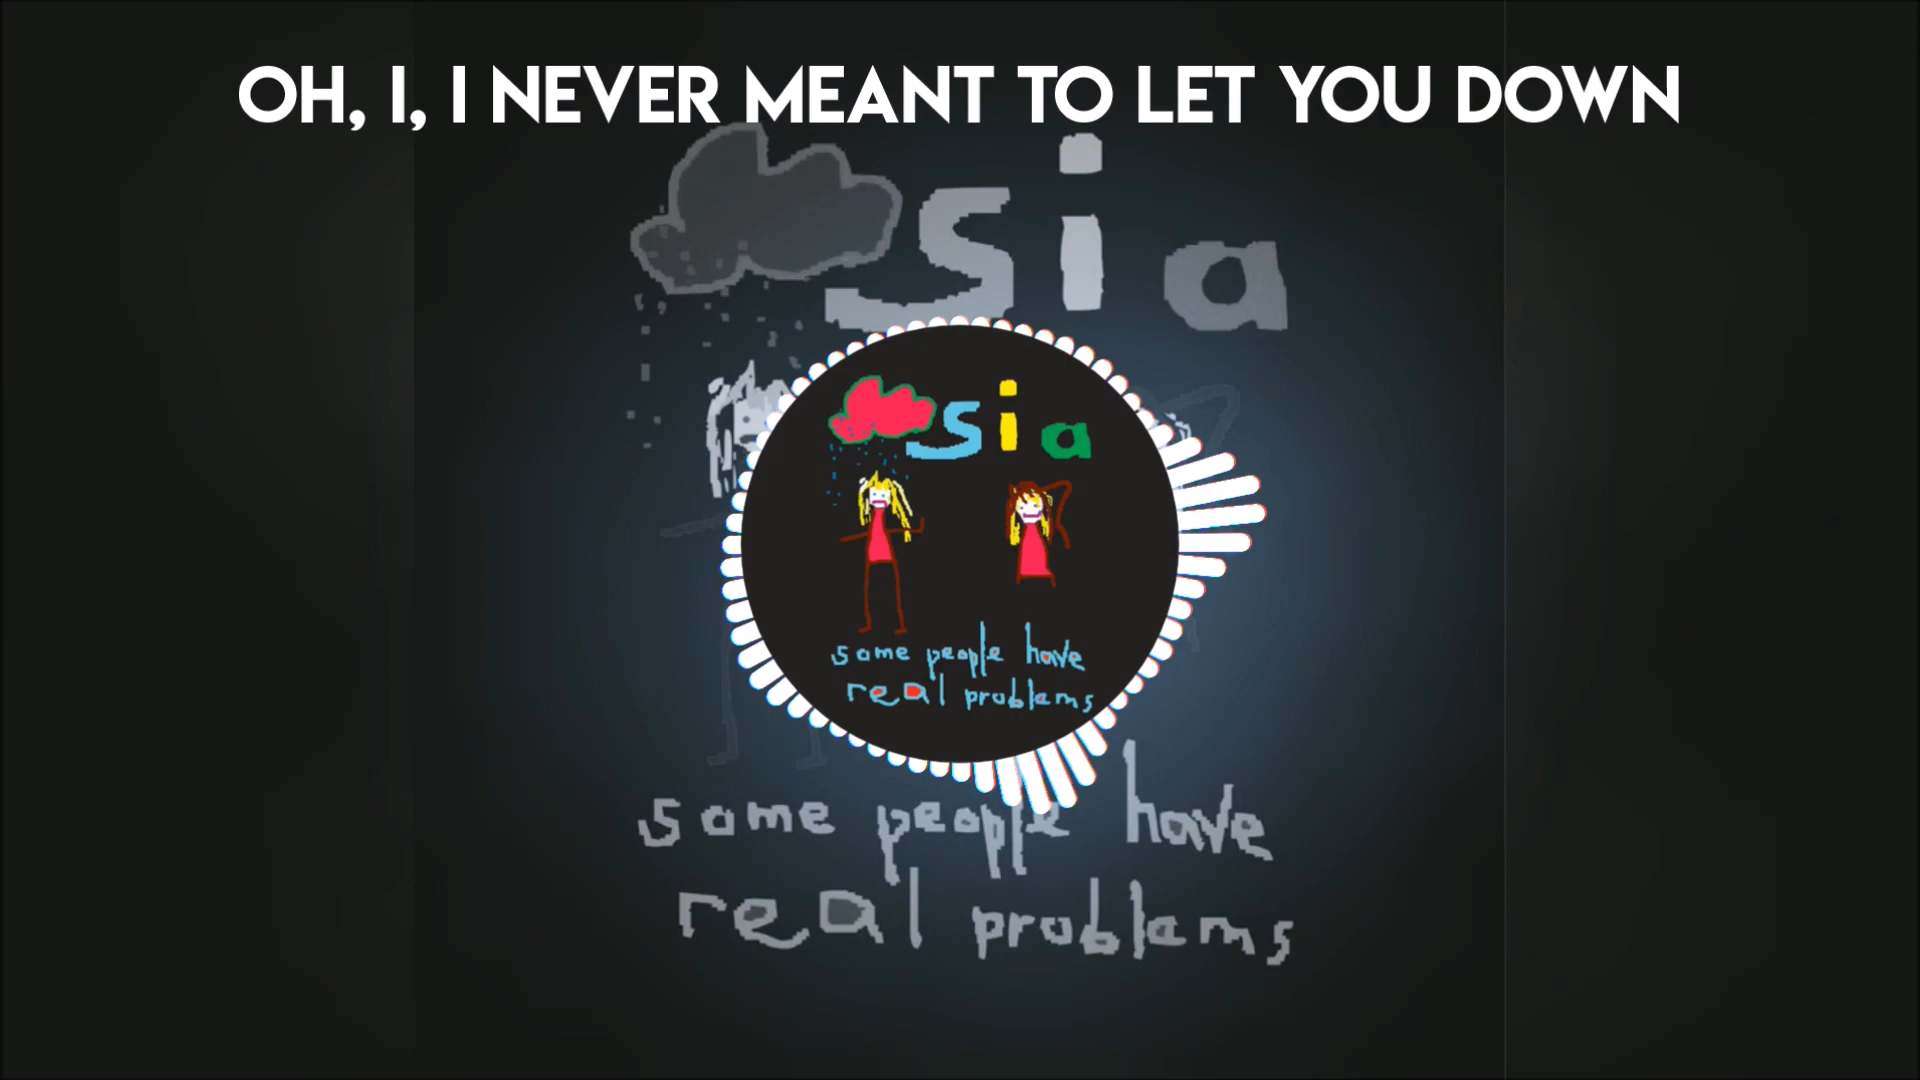 OH, I, I NEVER MEANT TO LET YOU DOWN
sia
sia
some people have
real problems
some people have
real problems